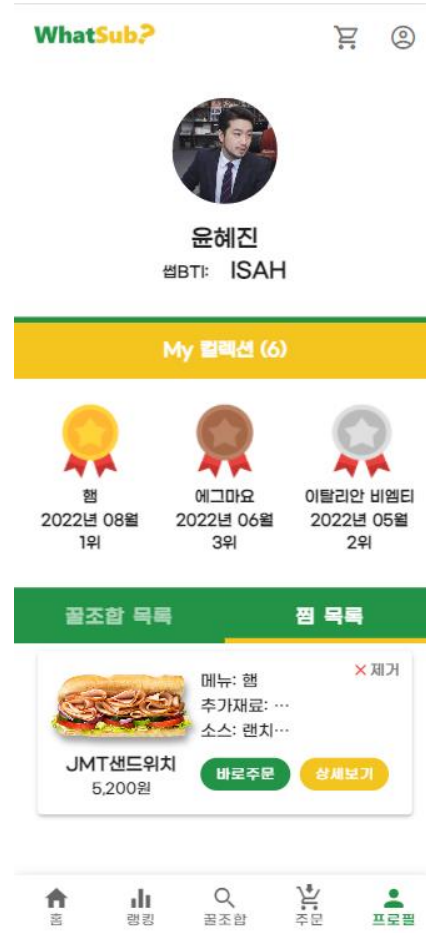 WhatSub?
윤혜진
썹BTI: ISAH
My 컬렉션 (6)
햄
2022년 08월
1위
에그마요
2022년 06월
3위
이탈리안 비엠티
2022년 05월
2위
꿀조합 목록
찜 목록
×제거
메뉴: 햄
추가재료: ⋯
소스: 랜치⋯
JMT샌드위치
5,200원
바로주문
상세보기
홈
랭킹
꿀조합
주문
프로필